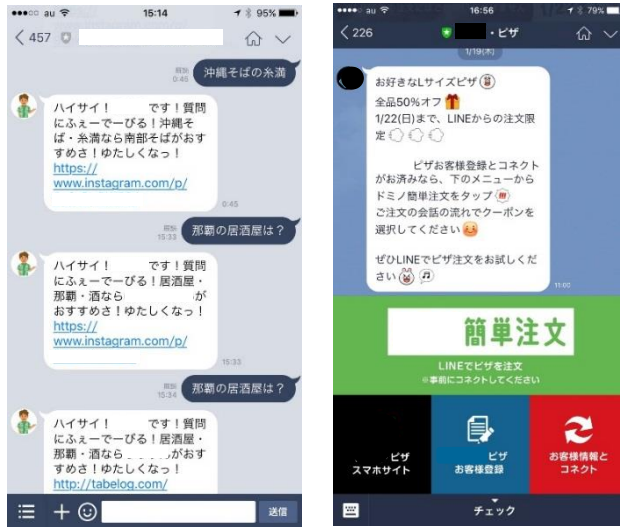 au
15:14
95%
457
既読
0:45
沖縄そばの糸満
ハイサイ! です!質問
にふぇーでーびる!沖縄そ
ば・糸満なら南部そばがおす
すめさ!ゆたしくなっ!
https://
www.instagram.com/p/
0:45
既読
15:33
那覇の居酒屋は?
ハイサイ! です!質問
にふぇーでーびる!居酒屋・
那覇・酒なら が
おすすめさ!ゆたしくなっ!
https://
www.instagram.com/p/
15:33
既読
15:34
那覇の居酒屋は?
ハイサイ! です!質問
にふぇーでーびる!居酒屋・
那覇・酒なら がおす
すめさ!ゆたしくなっ!
http://tabelog.com/
送信
au
16:56
79%
226
・ピザ
1/19(木)
お好きなLサイズピザ
全品50%オフ
1/22(日)まで、LINEからの注文限
定
ピザお客様登録とコネクト
がお済みなら、下のメニューから
ドミノ簡単注文をタップ
ご注文の会話の流れでクーポンを
選択してください
ぜひLINEでピザ注文をお試しくだ
さい
11:00
簡単注文
LINEでピザを注文
※事前にコネクトしてください
ピザ
スマホサイト
ピザ
お客様登録
お客様情報と
コネクト
チェック